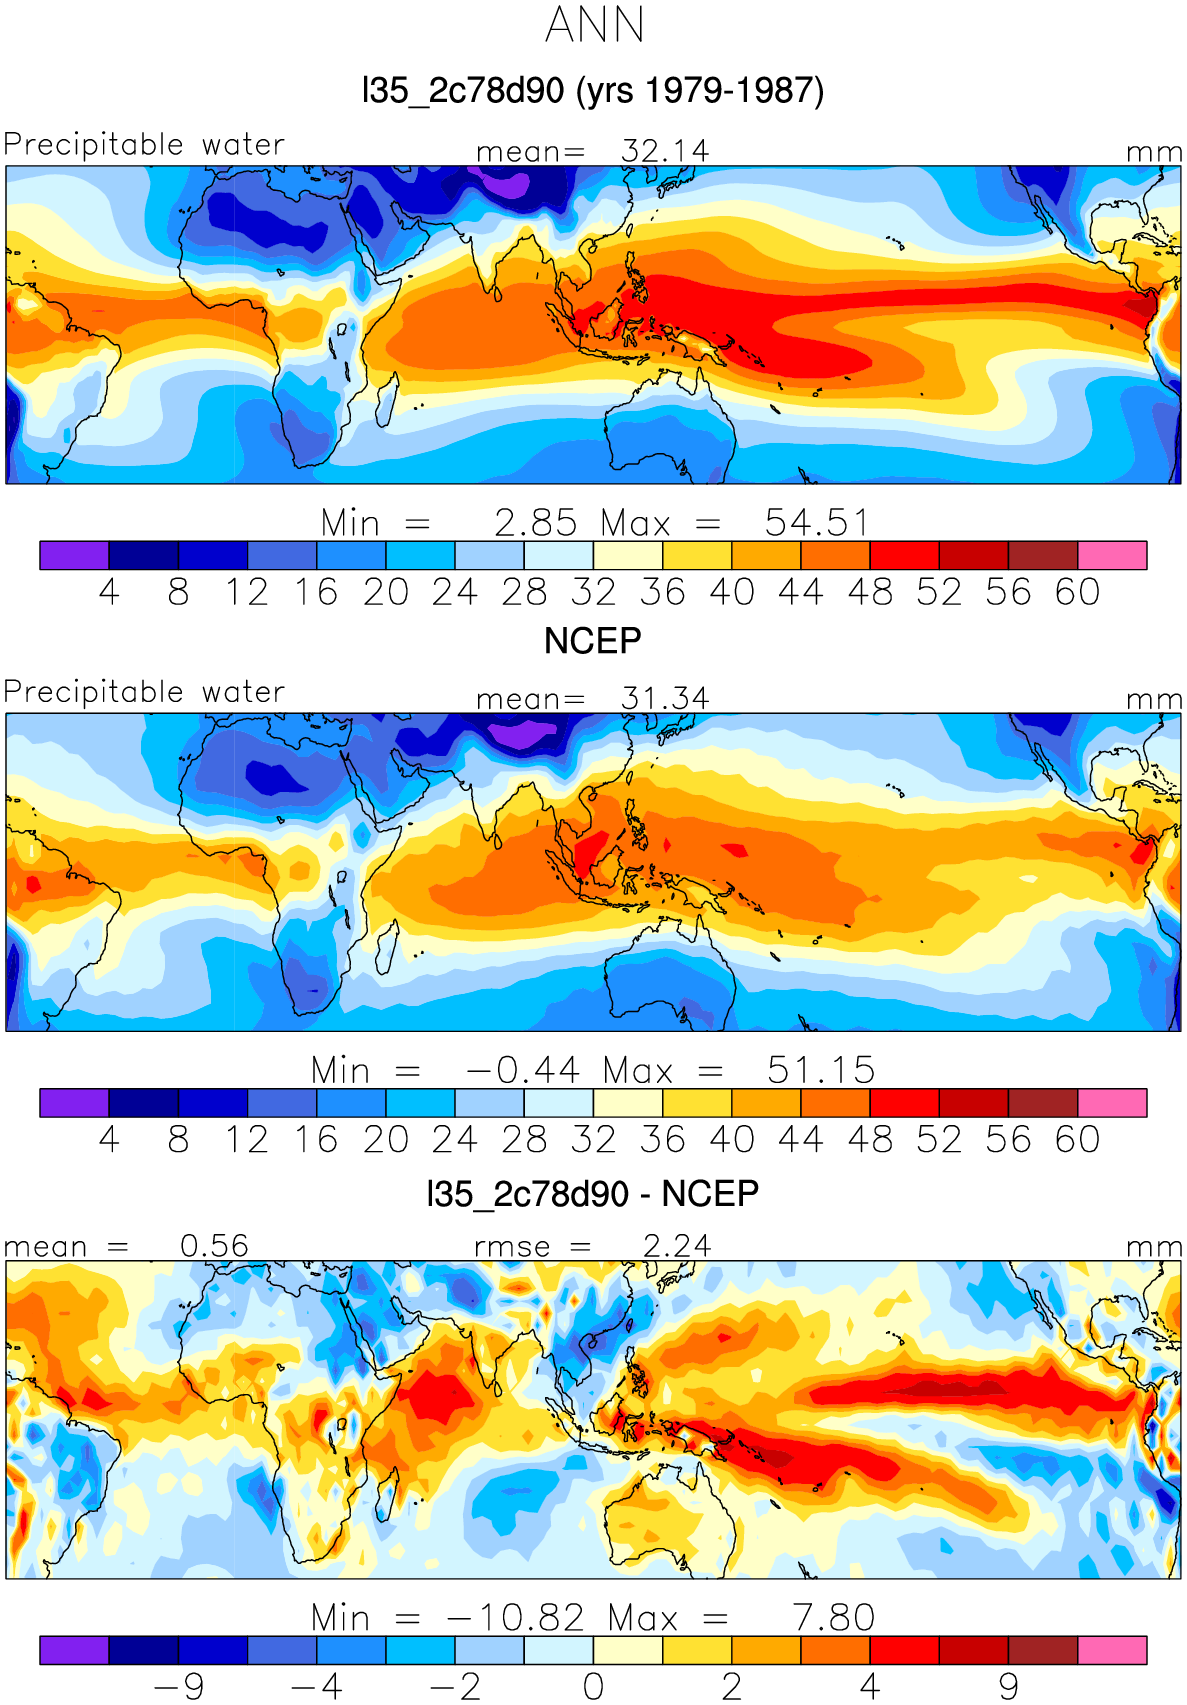 ANN
l35_2c78d90 (yrs 1979-1987)
Precipitable water mean= 32.14 mm
Min = 2.85 Max = 54.51
4 8 12 16 20 24 28 32 36 40 44 48 52 56 60
NCEP
Precipitable water mean= 31.34 mm
Min = −0.44 Max = 51.15
4 8 12 16 20 24 28 32 36 40 44 48 52 56 60
l35_2c78d90 - NCEP
mean = 0.56 rmse = 2.24 mm
Min = −10.82 Max = 7.80
−9 −4 −2 0 2 4 9